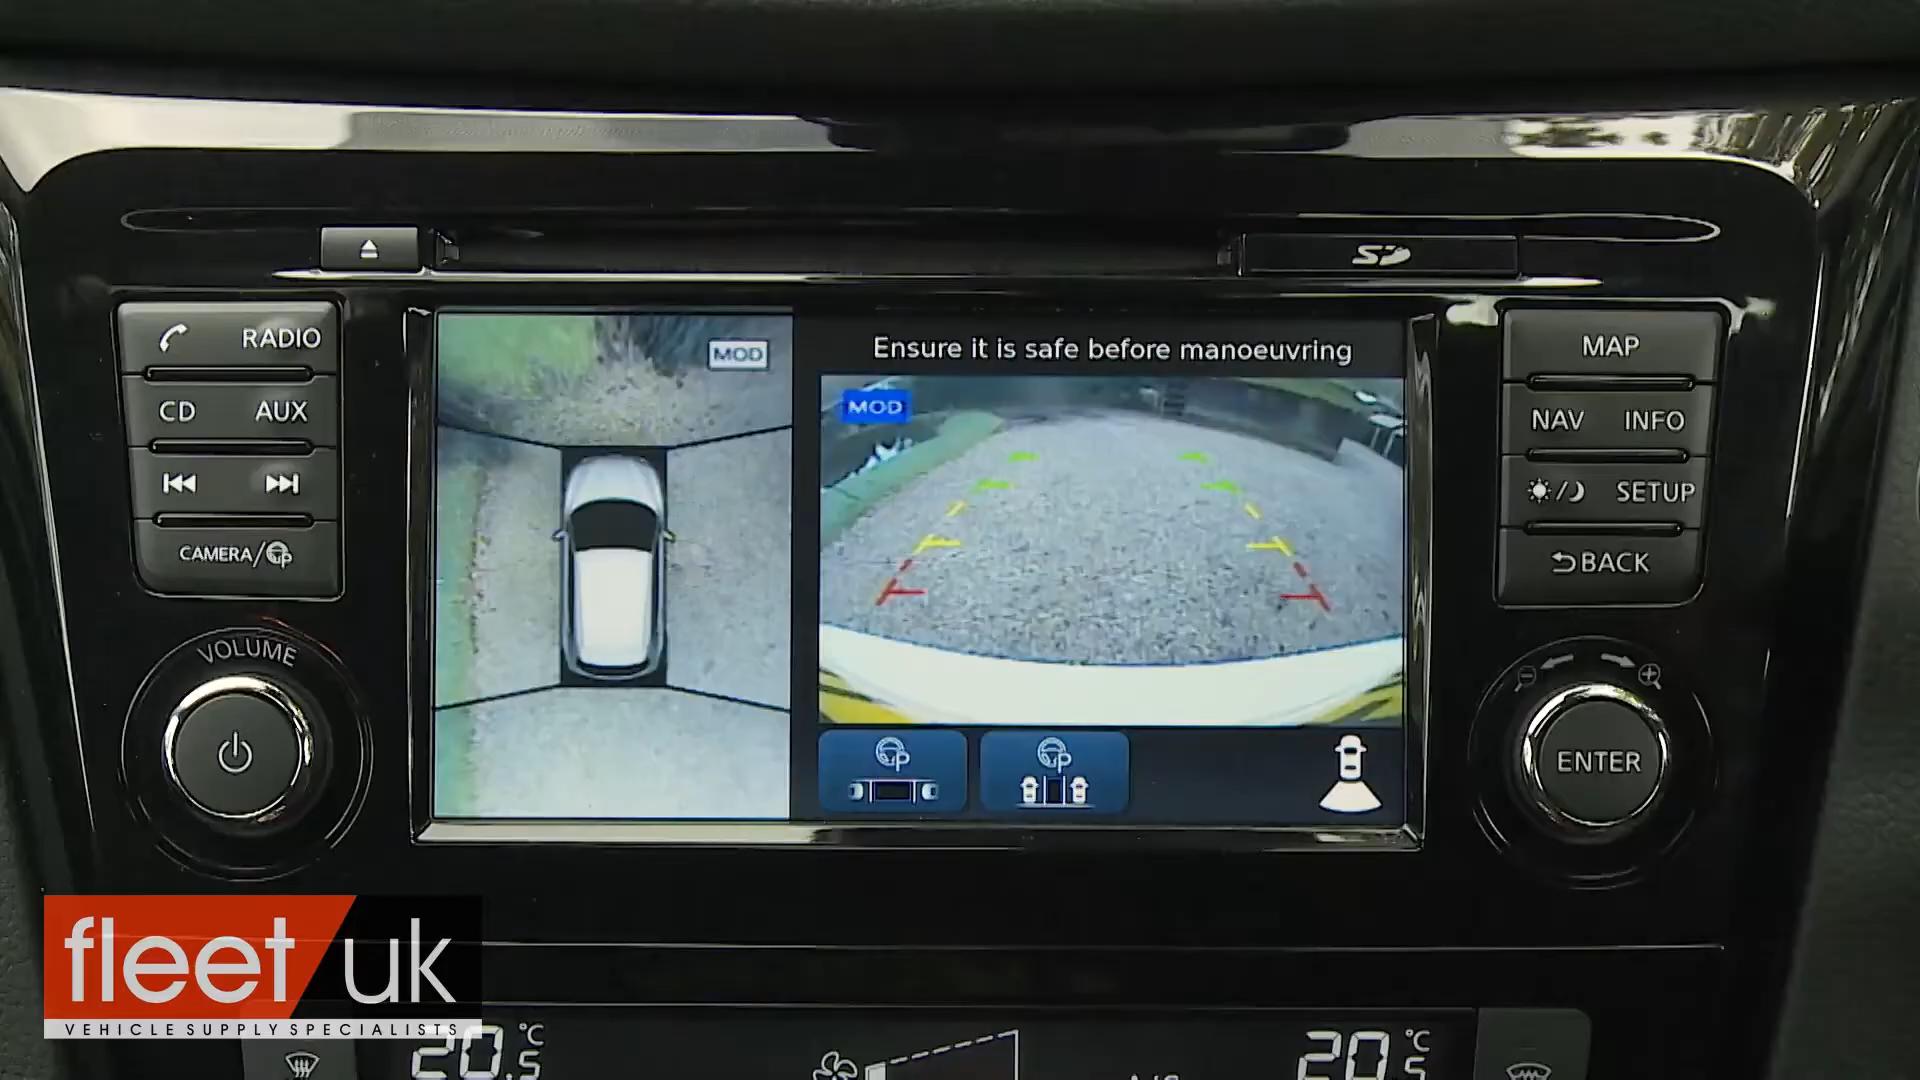 SD
RADIO
CD AUX
CAMERA/P
VOLUME
MOD
Ensure it is safe before manoeuvring
MOD
P
P
MAP
NAV INFO
SETUP
BACK
ENTER
fleet uk
VEHICLE SUPPLY SPECIALISTS
20.5 °C
20.5 °C